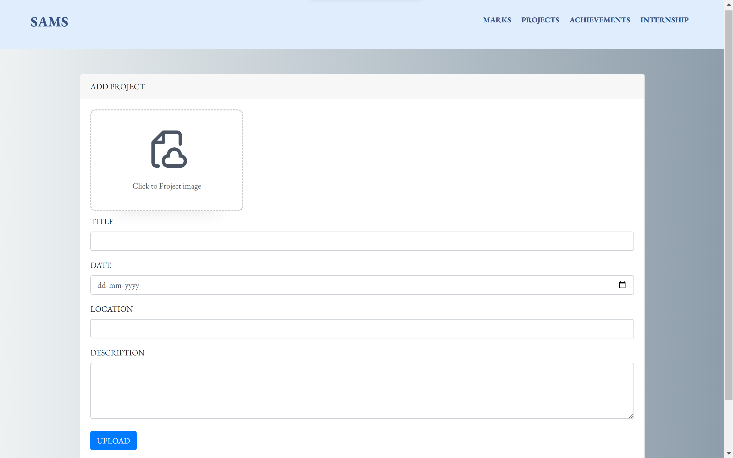 SAMS
MARKS PROJECTS ACHIEVEMENTS INTERNSHIP
ADD PROJECT
Click to Project image
TITLE
DATE
dd-mm-yyyy
LOCATION
DESCRIPTION
UPLOAD